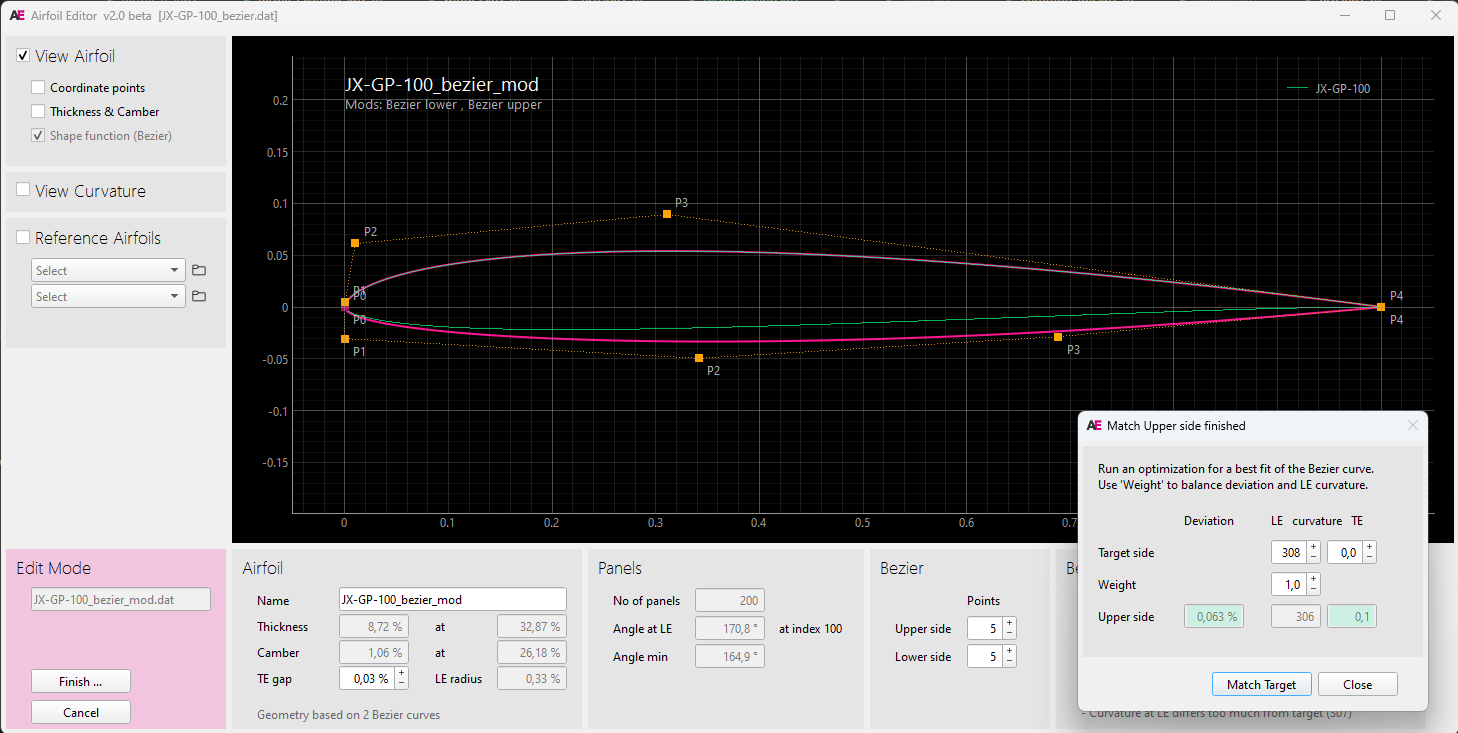 AE Airfoil Editor v2.0 beta [JX-GP-100_bezier.dat]
View Airfoil
Coordinate points
Thickness & Camber
Shape function (Bezier)
View Curvature
Reference Airfoils
Select
Select
JX-GP-100_bezier_mod
Mods: Bezier lower , Bezier upper
JX-GP-100
0.2
0.15
0.1
0.05
0
-0.05
-0.1
-0.15
P3
P2
P1
P0
P0
P1
P2
P3
P4
P4
0 0.1 0.2 0.3 0.4 0.5 0.6 0.7
Edit Mode
JX-GP-100_bezier_mod.dat
Finish ...
Cancel
Airfoil
Name JX-GP-100_bezier_mod
Thickness 8,72 % at 32,87 %
Camber 1,06 % at 26,18 %
TE gap 0,03 % LE radius 0,33 %
Geometry based on 2 Bezier curves
Panels
No of panels 200
Angle at LE 170,8 ° at index 100
Angle min 164,9 °
Bezier
Points
Upper side 5
Lower side 5
AE Match Upper side finished
Run an optimization for a best fit of the Bezier curve.
Use 'Weight' to balance deviation and LE curvature.
Deviation LE curvature TE
Target side 308 0,0
Weight 1,0
Upper side 0,063 % 306 0,1
Match Target Close
- Curvature at LE differs too much from target (307)